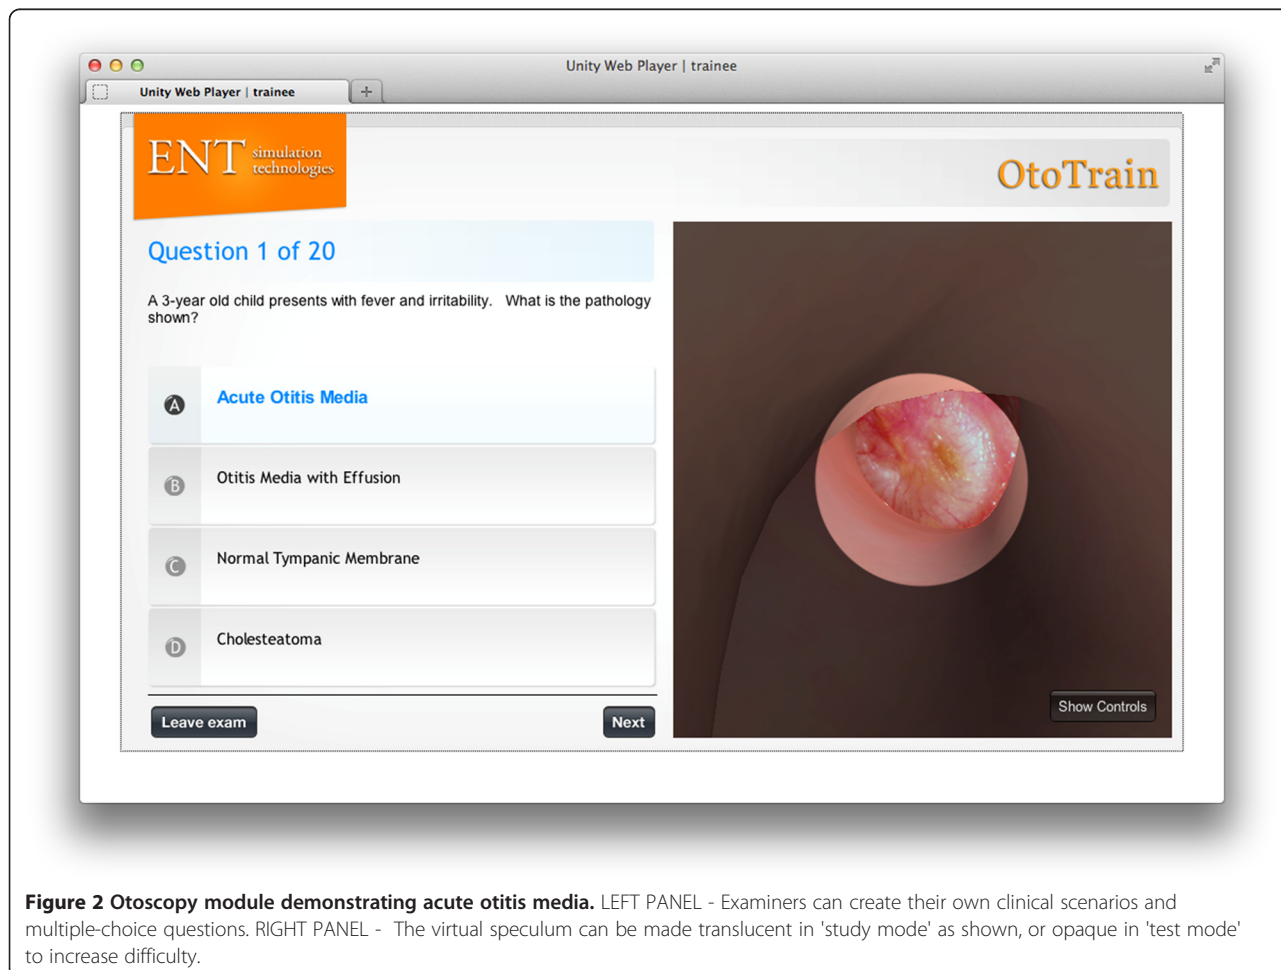 Unity Web Player | trainee
Unity Web Player | trainee
ENT simulation technologies
OtoTrain
Question 1 of 20
A 3-year old child presents with fever and irritability. What is the pathology
shown?
A Acute Otitis Media
B Otitis Media with Effusion
C Normal Tympanic Membrane
D Cholesteatoma
Leave exam
Next
Show Controls
Figure 2 Otoscopy module demonstrating acute otitis media. LEFT PANEL - Examiners can create their own clinical scenarios and
multiple-choice questions. RIGHT PANEL - The virtual speculum can be made translucent in 'study mode' as shown, or opaque in 'test mode'
to increase difficulty.